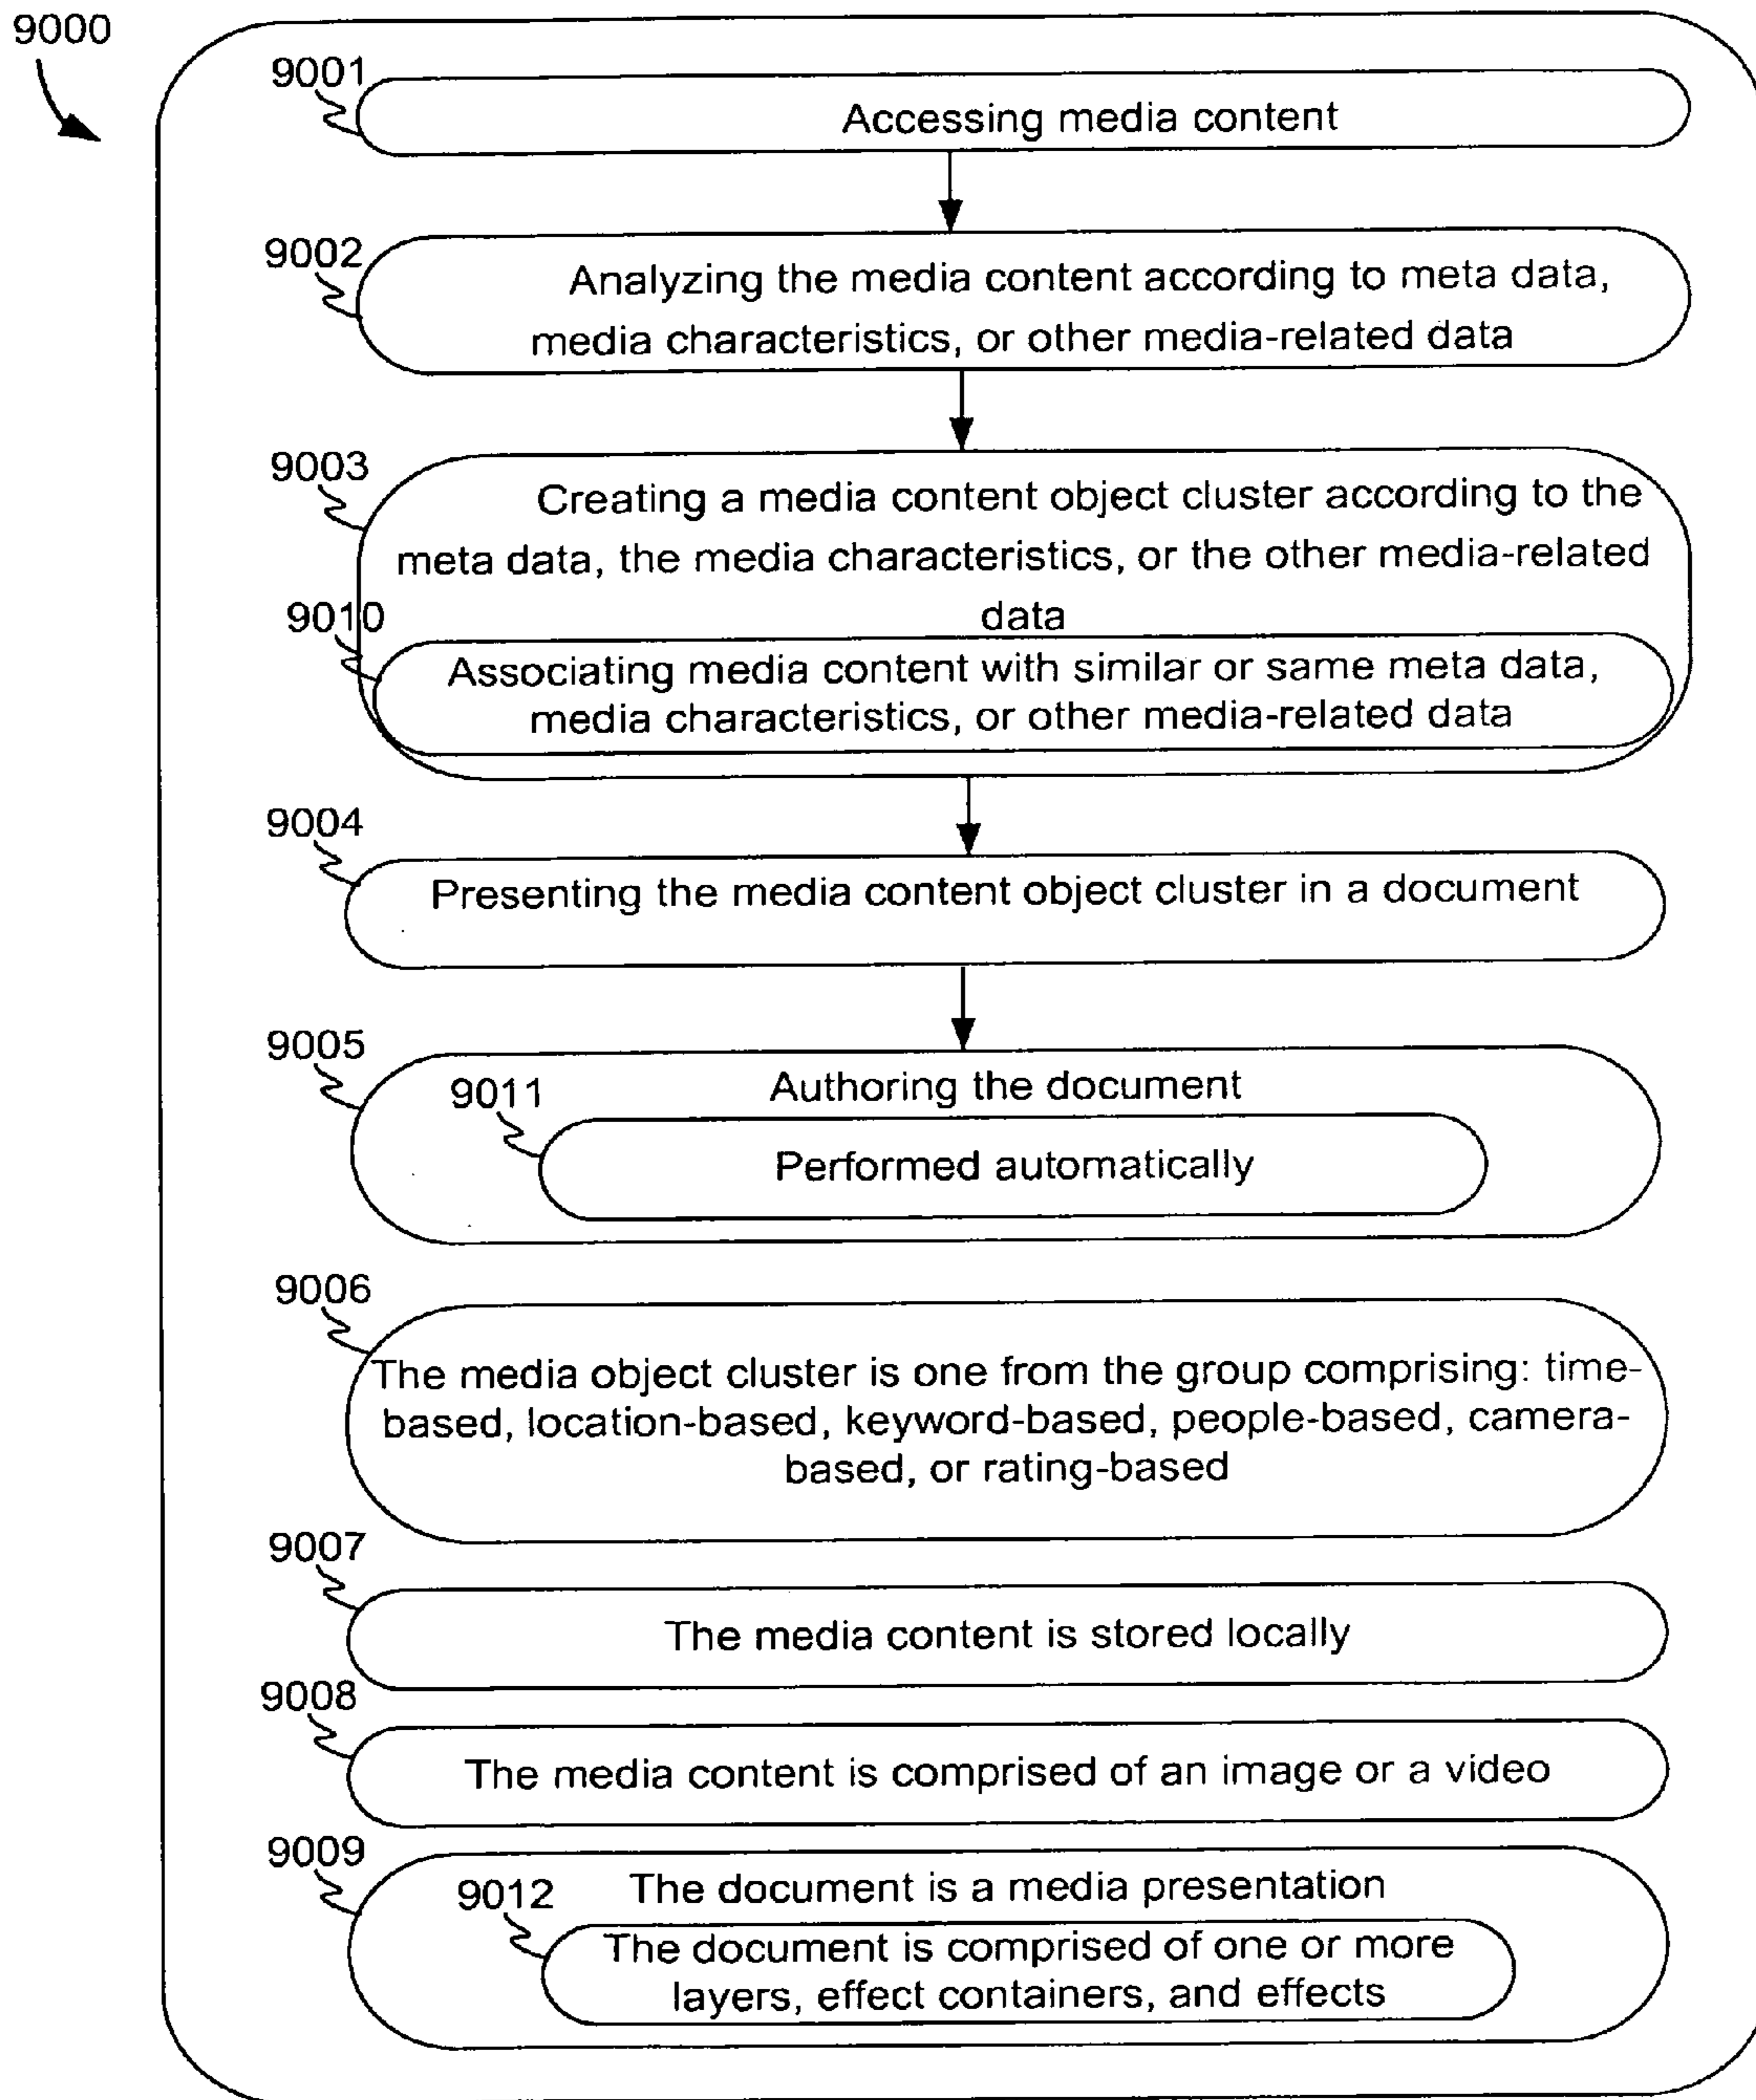 9000
9001
Accessing media content
9002
Analyzing the media content according to meta data,
media characteristics, or other media-related data
9003
Creating a media content object cluster according to the
meta data, the media characteristics, or the other media-related
data
9010
Associating media content with similar or same meta data,
media characteristics, or other media-related data
9004
Presenting the media content object cluster in a document
9005
Authoring the document
9011
Performed automatically
9006
The media object cluster is one from the group comprising: time-
based, location-based, keyword-based, people-based, camera-
based, or rating-based
9007
The media content is stored locally
9008
The media content is comprised of an image or a video
9009
The document is a media presentation
9012
The document is comprised of one or more
layers, effect containers, and effects